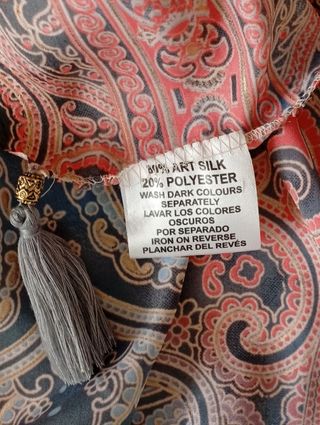 80% ART SILK
20% POLYESTER
WASH DARK COLOURS
SEPARATELY
LAVAR LOS COLORES
OSCUROS
POR SEPARADO
IRON ON REVERSE
PLANCHAR DEL REVÉS